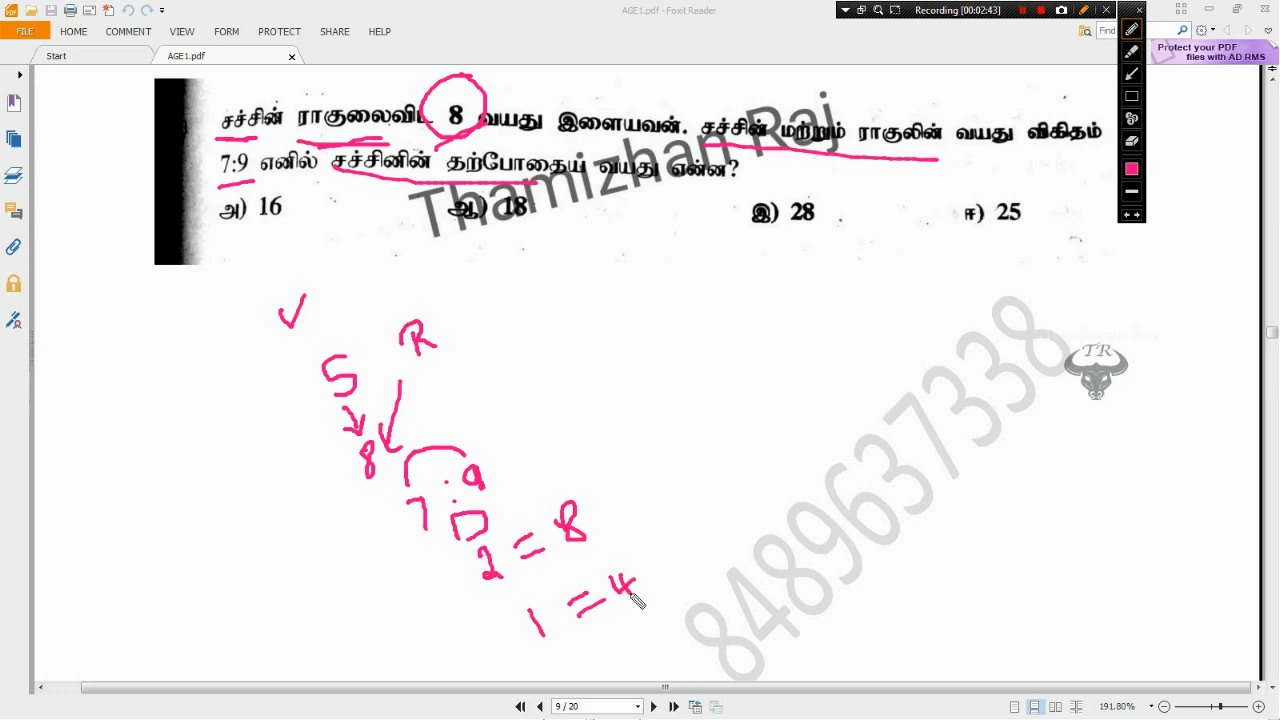 AGE1.pdf - Foxit Reader
Recording [00:02:43]
FILE HOME COMMENT VIEW FORM PROTECT SHARE HELP
Find
Start AGE1.pdf
Protect your PDF
files with AD RMS
சச்சின் ராகுலைவிட 8 வயது இளையவன். சச்சின் மற்றும் ராகுலின் வயது விகிதம்
7:9 எனில் சச்சினின் தற்போதைய வயது என்ன?
அ) 16 ஆ) 18 இ) 28 ஈ) 25
Thamizhan Raj
R
S
8
7 : 9
2 = 8
1 = 4
TR
8489637338
9 / 20
191.80%